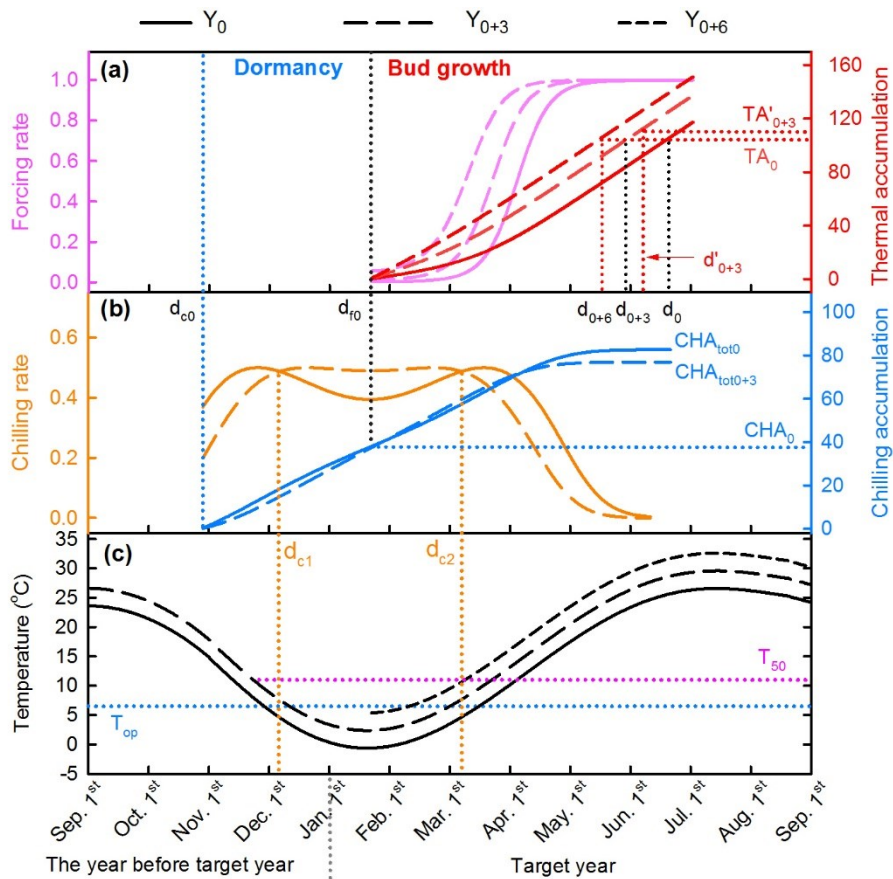 Y0 Y0+3 Y0+6
(a) Dormancy Bud growth
Forcing rate
1.0
0.8
0.6
0.4
0.2
0.0
160
120
80
40
0
Thermal accumulation
TA'0+3
TA0
d'0+3
dc0 df0 d0+6 d0+3 d0
(b)
Chilling rate
0.6
0.4
0.2
0.0
100
80
60
40
20
0
Chilling accumulation
CHAtot0
CHAtot0+3
CHA0
(c)
dc1 dc2
Temperature (°C)
35
30
25
20
15
10
5
0
-5
T50
Top
Sep. 1st Oct. 1st Nov. 1st Dec. 1st Jan. 1st Feb. 1st Mar. 1st Apr. 1st May. 1st Jun. 1st Jul. 1st Aug. 1st Sep. 1st
The year before target year Target year